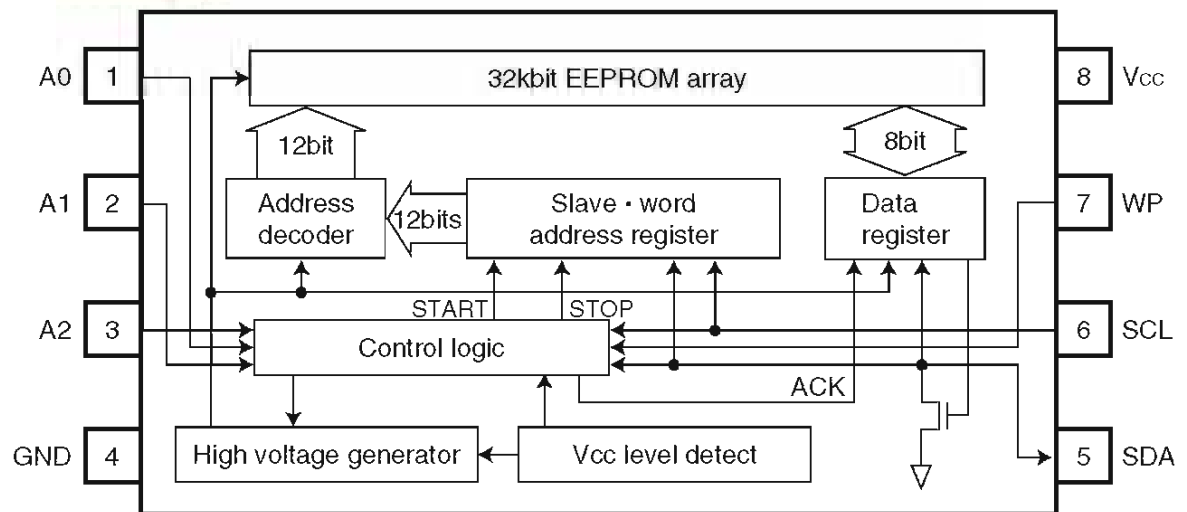 32kbit EEPROM array
A0 1
8 Vcc
12bit
8bit
A1 2
Address
decoder
12bits
Slave・word
address register
Data
register
7 WP
START
STOP
A2 3
Control logic
6 SCL
ACK
GND 4
High voltage generator
Vcc level detect
5 SDA